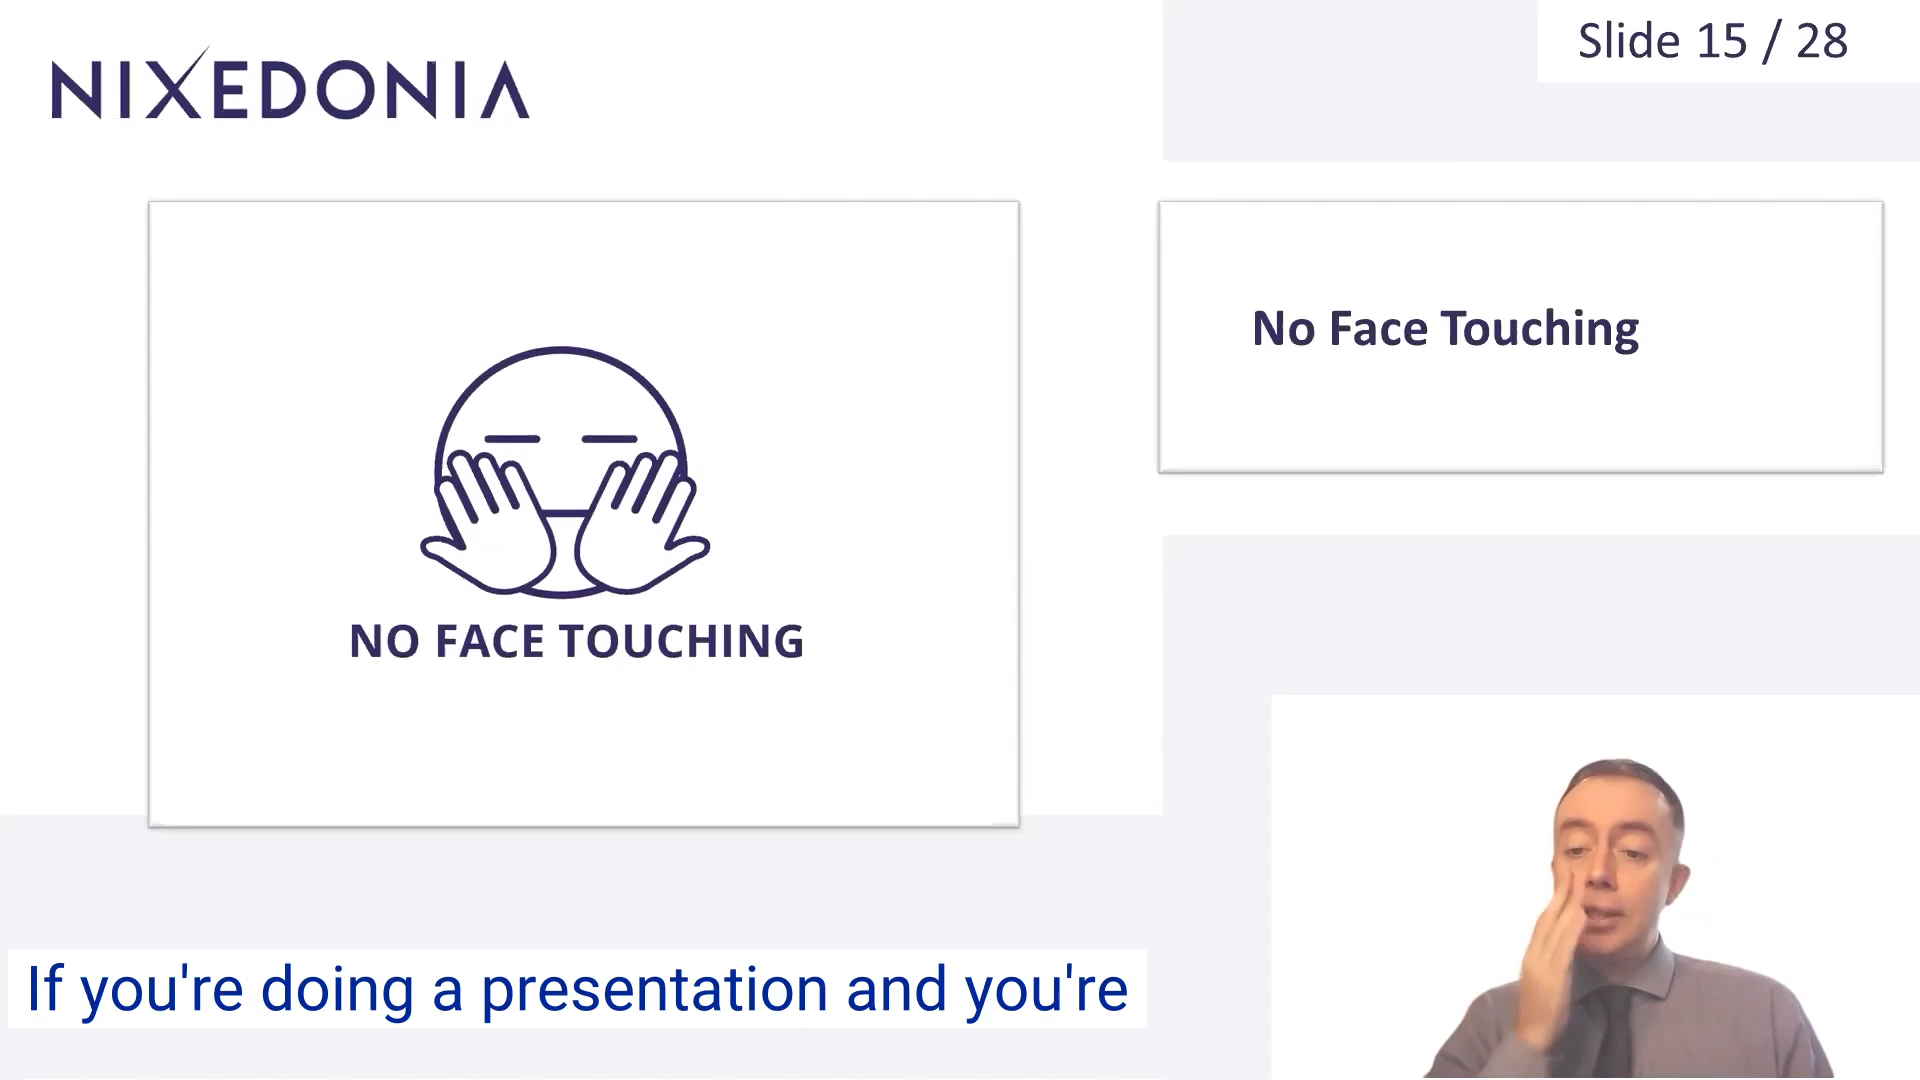 NIXEDONIA
Slide 15 / 28
No Face Touching
NO FACE TOUCHING
If you're doing a presentation and you're